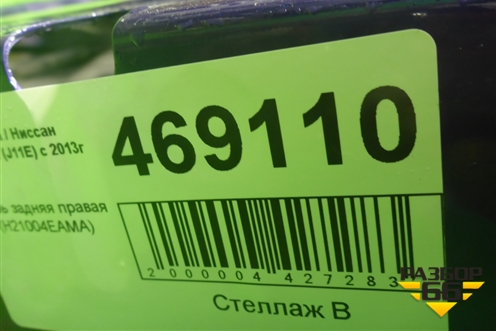 / Ниссан
(J11E) с 2013г
469110
задняя правая
(H21004EAMA)
2000004427283
Стеллаж В
РАЗБОР
66